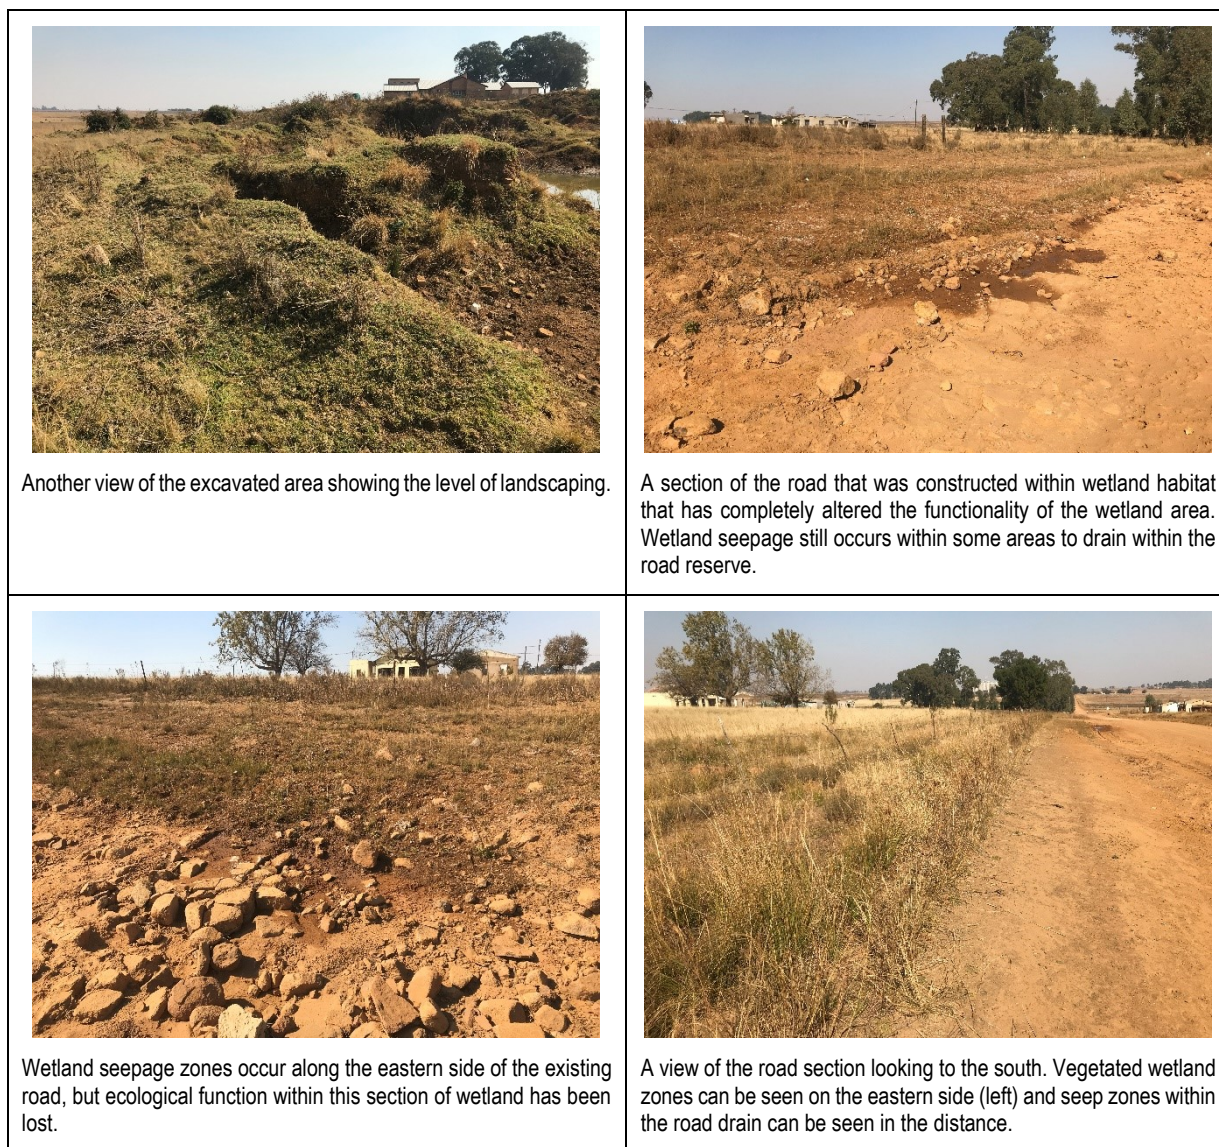 Another view of the excavated area showing the level of landscaping.
A section of the road that was constructed within wetland habitat
that has completely altered the functionality of the wetland area.
Wetland seepage still occurs within some areas to drain within the
road reserve.
Wetland seepage zones occur along the eastern side of the existing
road, but ecological function within this section of wetland has been
lost.
A view of the road section looking to the south. Vegetated wetland
zones can be seen on the eastern side (left) and seep zones within
the road drain can be seen in the distance.